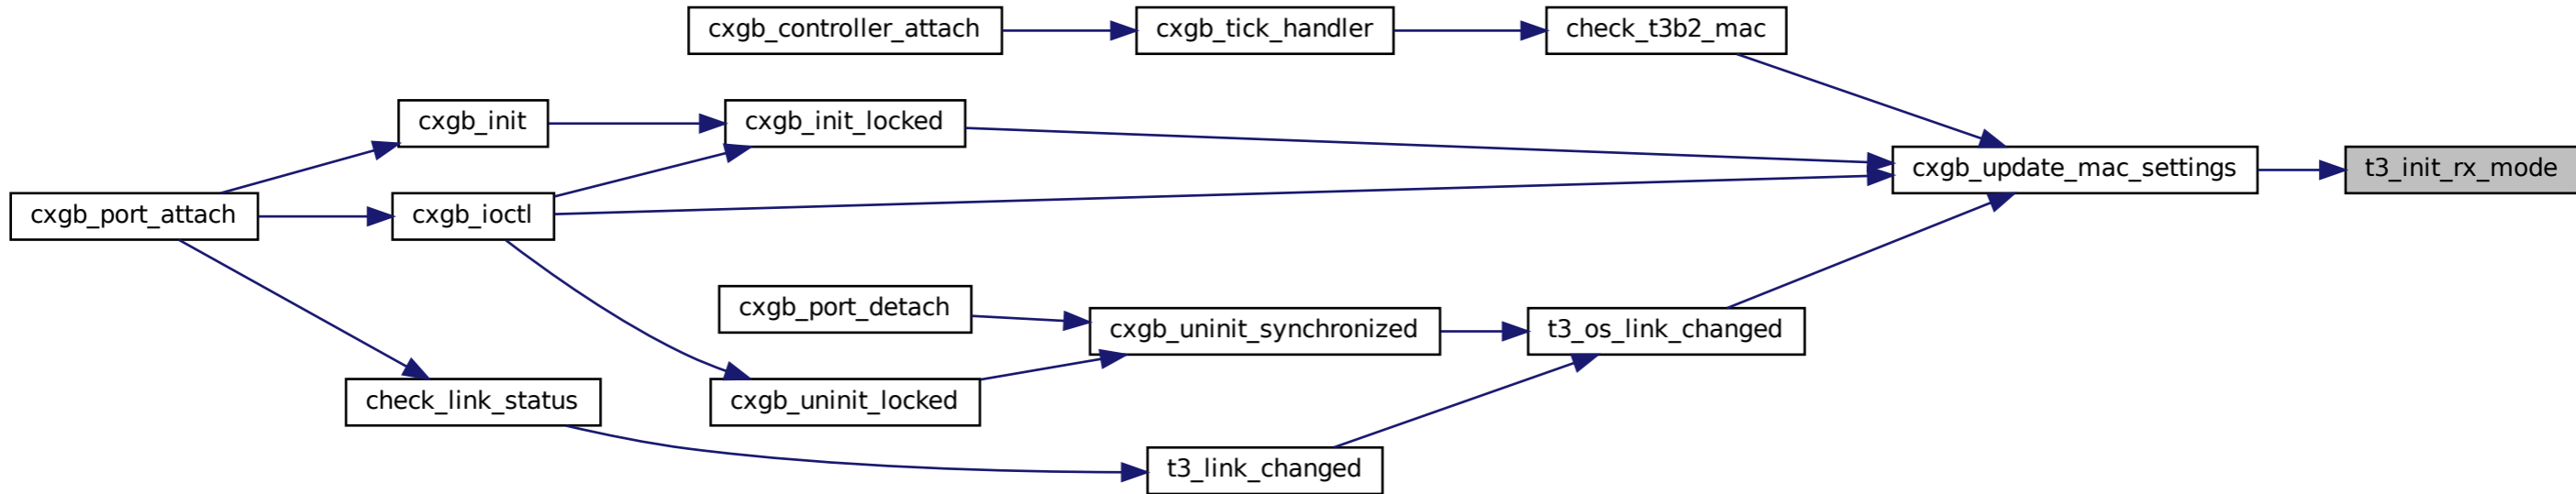 cxgb_controller_attach
cxgb_tick_handler
check_t3b2_mac
cxgb_init
cxgb_init_locked
cxgb_update_mac_settings
t3_init_rx_mode
cxgb_port_attach
cxgb_ioctl
cxgb_port_detach
cxgb_uninit_synchronized
t3_os_link_changed
check_link_status
cxgb_uninit_locked
t3_link_changed